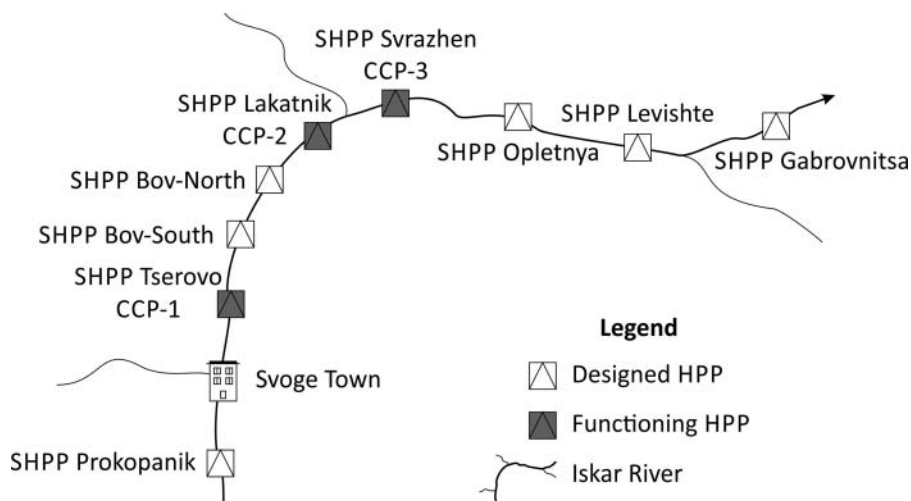 SHPP Svrazhen
CCP-3
SHPP Lakatnik
CCP-2
SHPP Levishte
SHPP Opletnya
SHPP Gabrovnitsa
SHPP Bov-North
SHPP Bov-South
SHPP Tserovo
CCP-1
Svoge Town
SHPP Prokopanik
Legend
Designed HPP
Functioning HPP
Iskar River